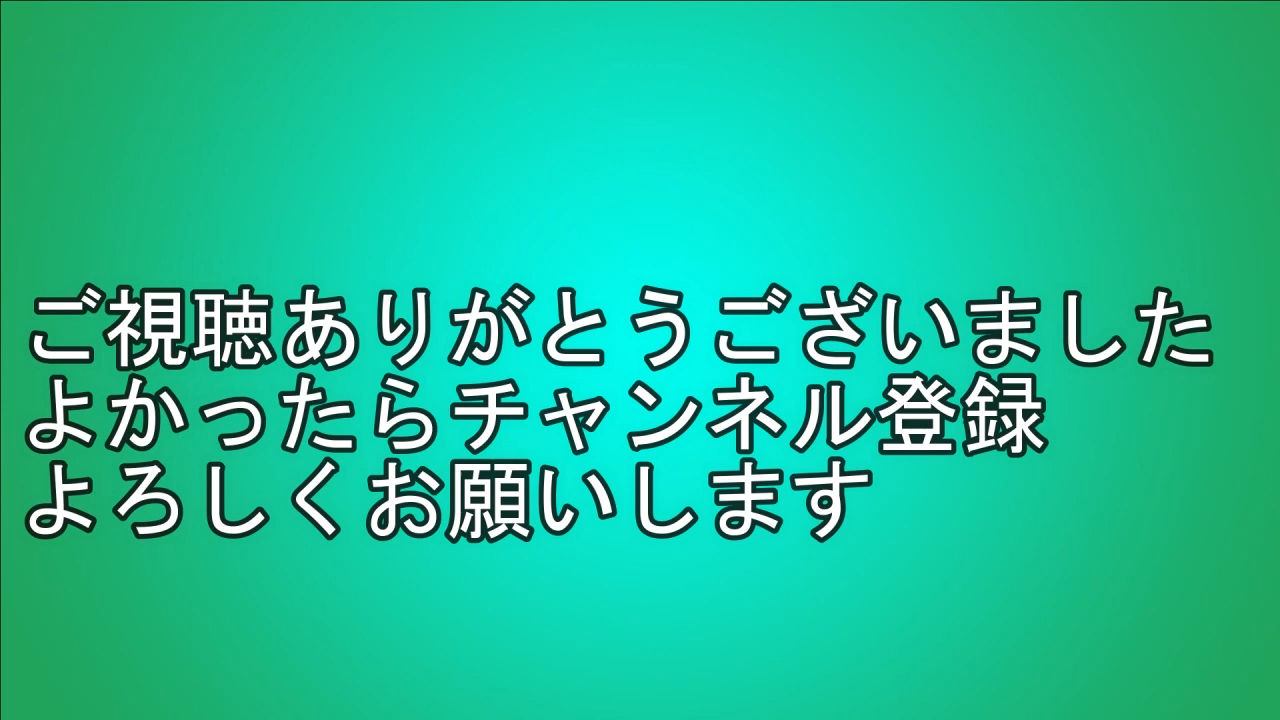 ご視聴ありがとうございました
よかったらチャンネル登録
よろしくお願いします